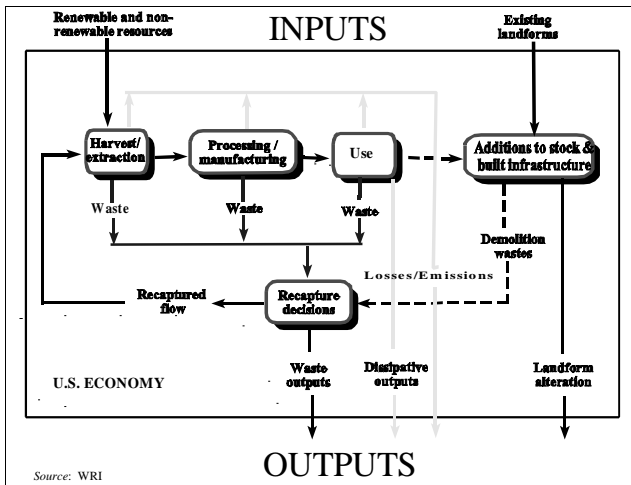 INPUTS
Renewable and non-
renewable resources
Existing
landforms
Harvest/
extraction
Processing /
manufacturing
Use
Additions to stock &
built infrastructure
Waste
Waste
Waste
Demolition
wastes
Losses/Emissions
Recaptured
flow
Recapture
decisions
Waste
outputs
Dissipative
outputs
Landform
alteration
U.S. ECONOMY
OUTPUTS
Source: WRI